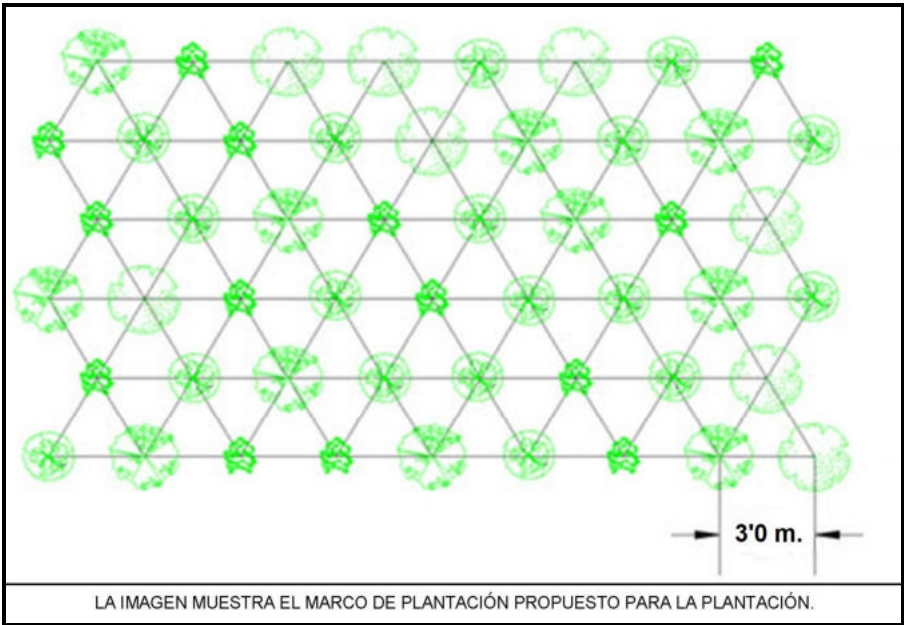 3'0 m.
LA IMAGEN MUESTRA EL MARCO DE PLANTACIÓN PROPUESTO PARA LA PLANTACIÓN.